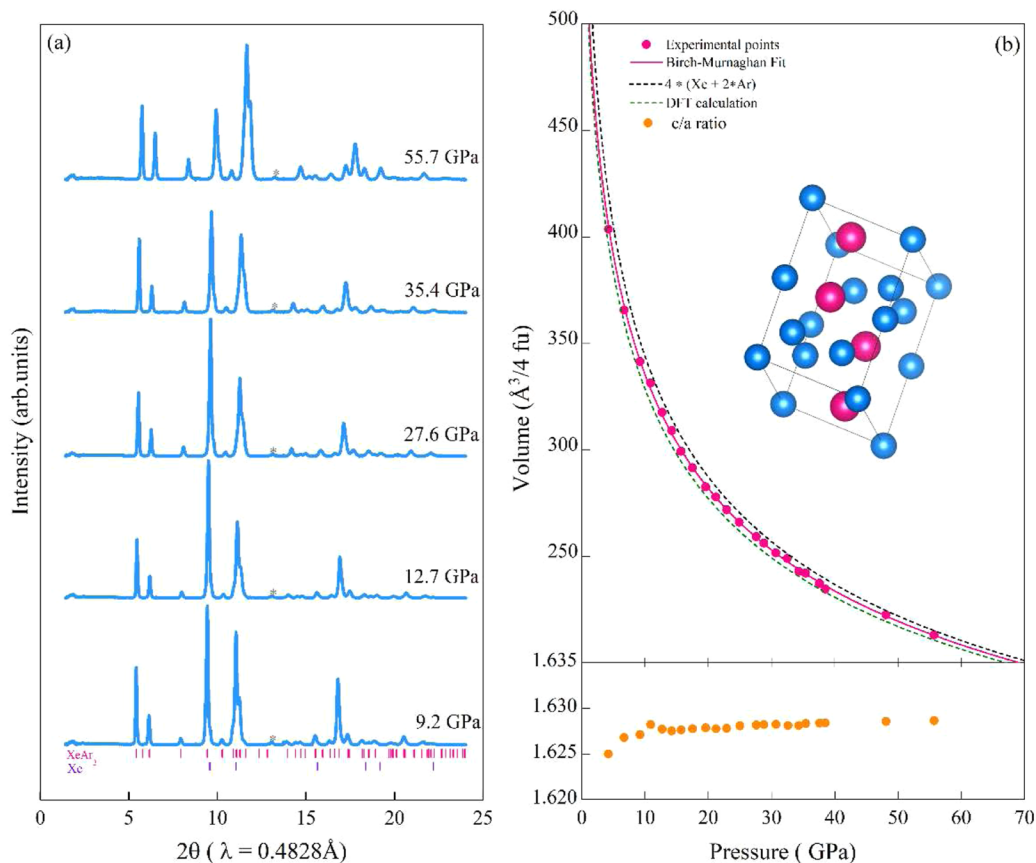 (a)
Intensity (arb.units)
55.7 GPa
*
35.4 GPa
*
27.6 GPa
*
12.7 GPa
*
9.2 GPa
*
XeAr2
Xe
0 5 10 15 20 25
2θ ( λ = 0.4828Å)
(b)
Experimental points
Birch-Murnaghan Fit
4 * (Xe + 2*Ar)
DFT calculation
c/a ratio
Volume (Å3/4 fu)
500
450
400
350
300
250
1.635
1.630
1.625
1.620
0 10 20 30 40 50 60 70
Pressure ( GPa)